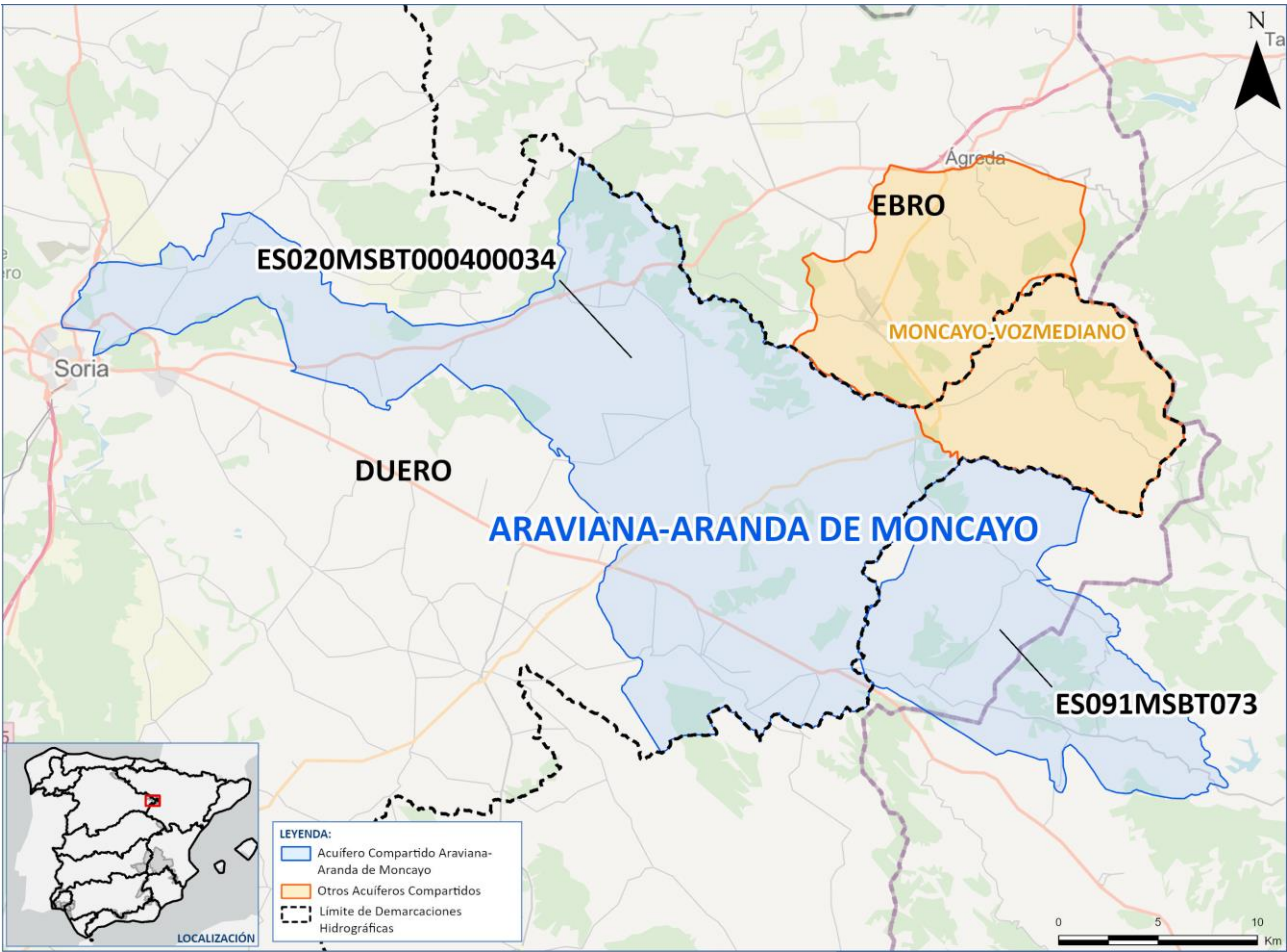 N
Ta
Ágreda
EBRO
ES020MSBT000400034
MONCAYO-VOZMEDIANO
Soria
DUERO
ARAVIANA-ARANDA DE MONCAYO
ES091MSBT073
LEYENDA:
Acuífero Compartido Araviana-
Aranda de Moncayo
Otros Acuíferos Compartidos
Límite de Demarcaciones
Hidrográficas
LOCALIZACIÓN
0 5 10
Km